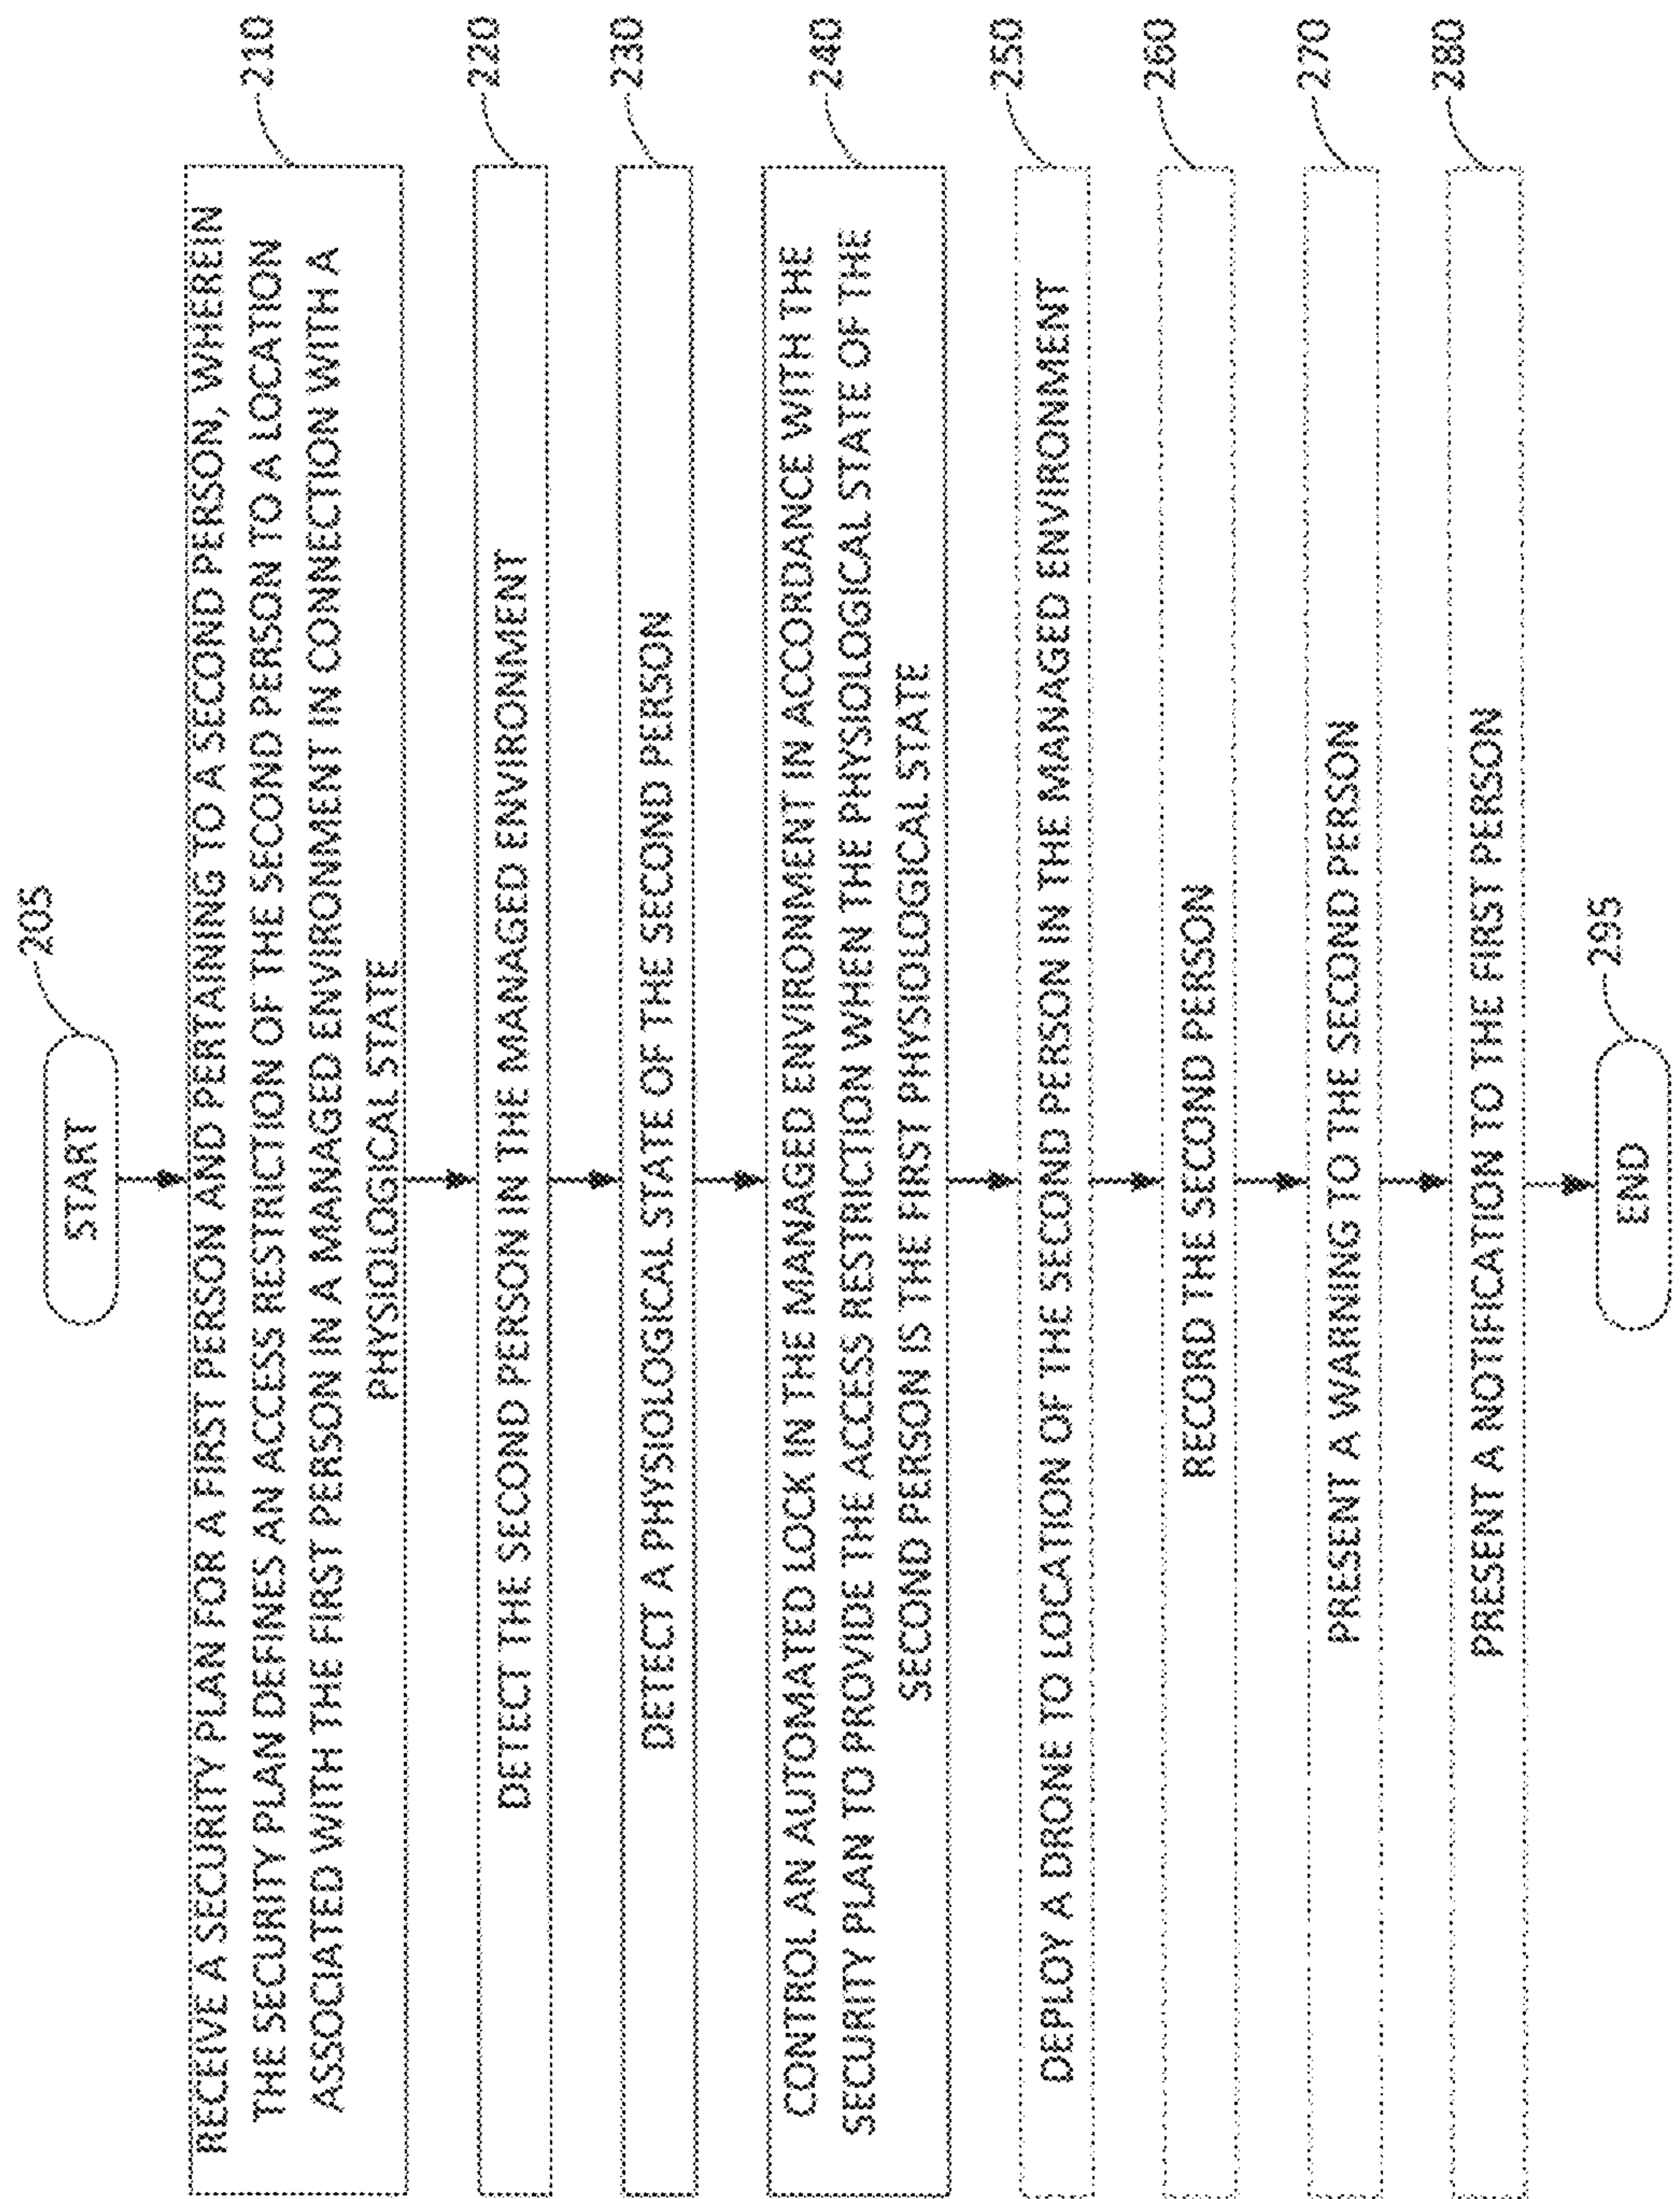 205
START
210
RECEIVE A SECURITY PLAN FOR A FIRST PERSON AND PERTAINING TO A SECOND PERSON, WHEREIN
THE SECURITY PLAN DEFINES AN ACCESS RESTRICTION OF THE SECOND PERSON TO A LOCATION
ASSOCIATED WITH THE FIRST PERSON IN A MANAGED ENVIRONMENT IN CONNECTION WITH A
PHYSIOLOGICAL STATE
220
DETECT THE SECOND PERSON IN THE MANAGED ENVIRONMENT
230
DETECT A PHYSIOLOGICAL STATE OF THE SECOND PERSON
240
CONTROL AN AUTOMATED LOCK IN THE MANAGED ENVIRONMENT IN ACCORDANCE WITH THE
SECURITY PLAN TO PROVIDE THE ACCESS RESTRICTION WHEN THE PHYSIOLOGICAL STATE OF THE
SECOND PERSON IS THE FIRST PHYSIOLOGICAL STATE
250
DEPLOY A DRONE TO LOCATION OF THE SECOND PERSON IN THE MANAGED ENVIRONMENT
260
RECORD THE SECOND PERSON
270
PRESENT A WARNING TO THE SECOND PERSON
280
PRESENT A NOTIFICATION TO THE FIRST PERSON
295
END